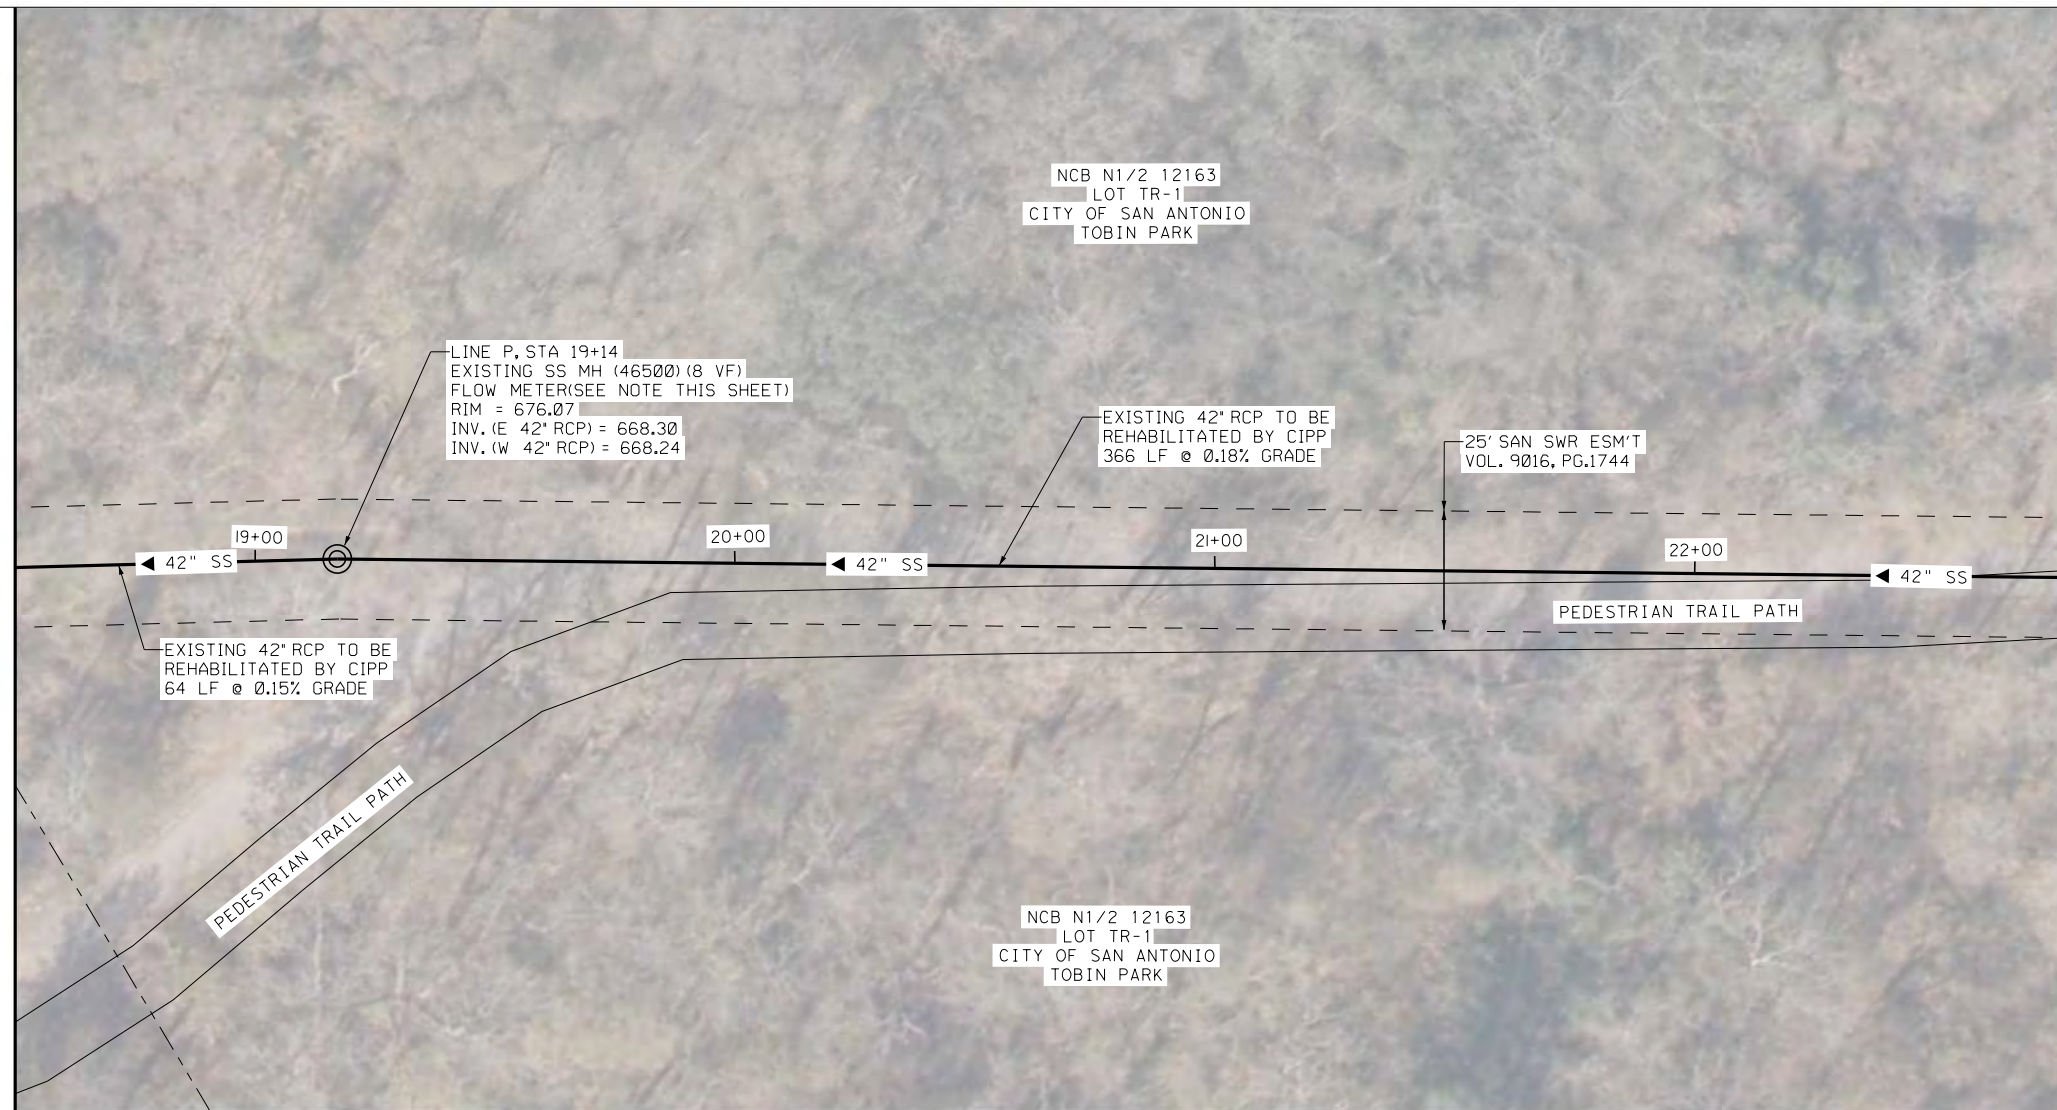 NCB N1/2 12163
LOT TR-1
CITY OF SAN ANTONIO
TOBIN PARK
LINE P, STA 19+14
EXISTING SS MH (46500)(8 VF)
FLOW METER(SEE NOTE THIS SHEET)
RIM = 676.07
INV.(E 42" RCP) = 668.30
INV.(W 42" RCP) = 668.24
EXISTING 42" RCP TO BE
REHABILITATED BY CIPP
366 LF @ 0.18% GRADE
25' SAN SWR ESM'T
VOL. 9016, PG.1744
19+00
20+00
21+00
22+00
42" SS
42" SS
42" SS
PEDESTRIAN TRAIL PATH
EXISTING 42" RCP TO BE
REHABILITATED BY CIPP
64 LF @ 0.15% GRADE
PEDESTRIAN TRAIL PATH
NCB N1/2 12163
LOT TR-1
CITY OF SAN ANTONIO
TOBIN PARK